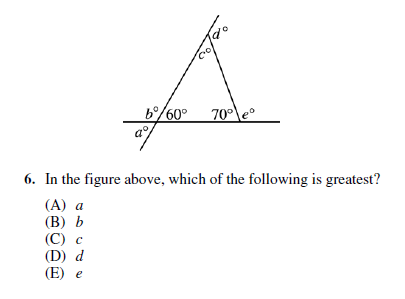 d°
c°
b° 60° 70° e°
a°
6. In the figure above, which of the following is greatest?
(A) a
(B) b
(C) c
(D) d
(E) e